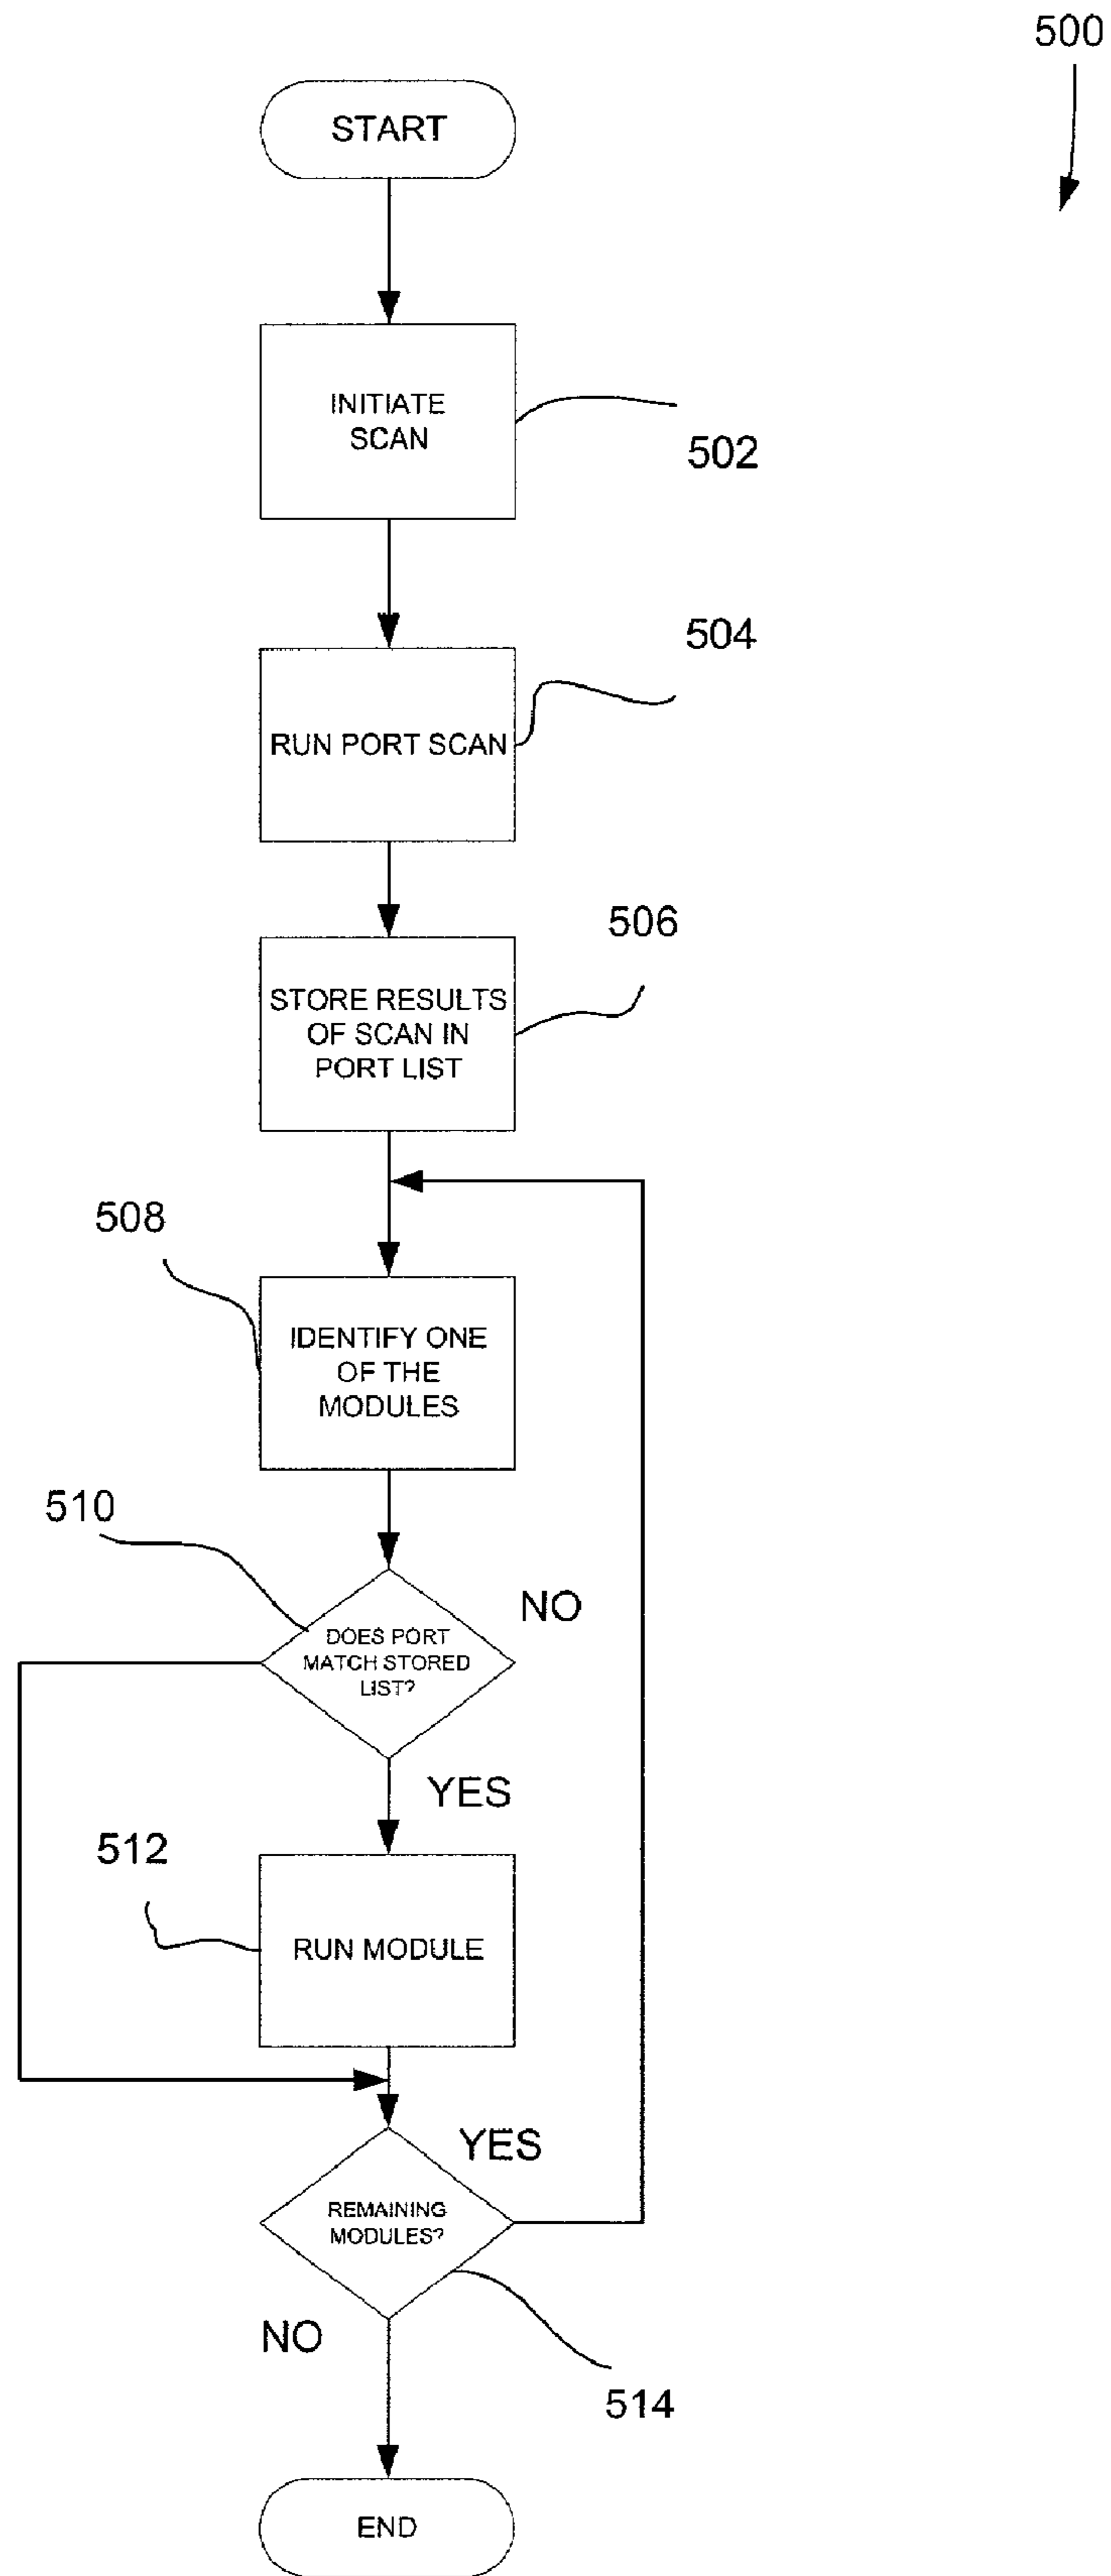 500
START
INITIATE
SCAN
502
504
RUN PORT SCAN
506
STORE RESULTS
OF SCAN IN
PORT LIST
508
IDENTIFY ONE
OF THE
MODULES
510
NO
DOES PORT
MATCH STORED
LIST?
YES
512
RUN MODULE
YES
REMAINING
MODULES?
NO
514
END